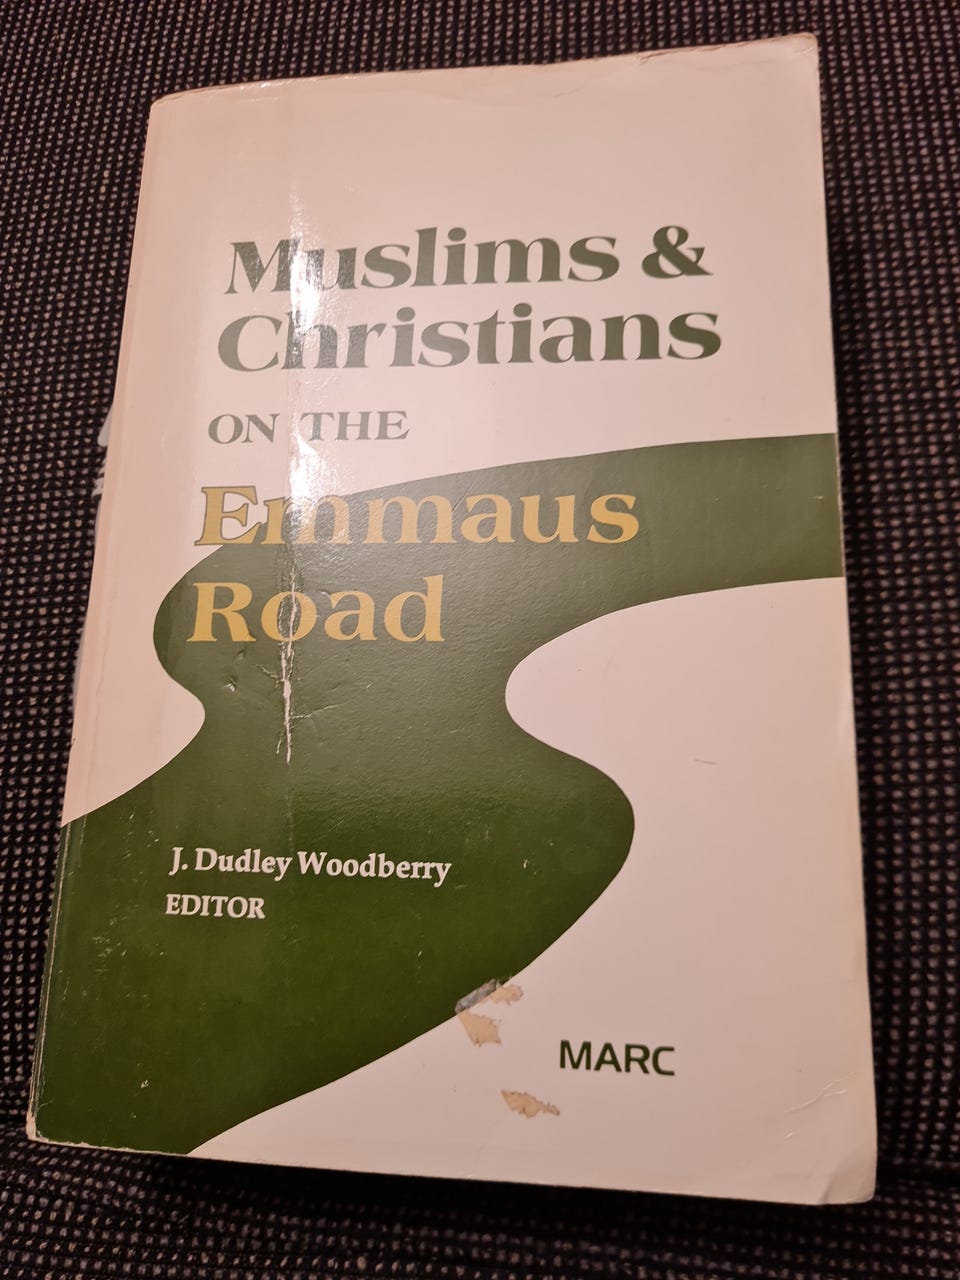 Muslims &
Christians
ON THE
Emmaus
Road
J. Dudley Woodberry
EDITOR
MARC